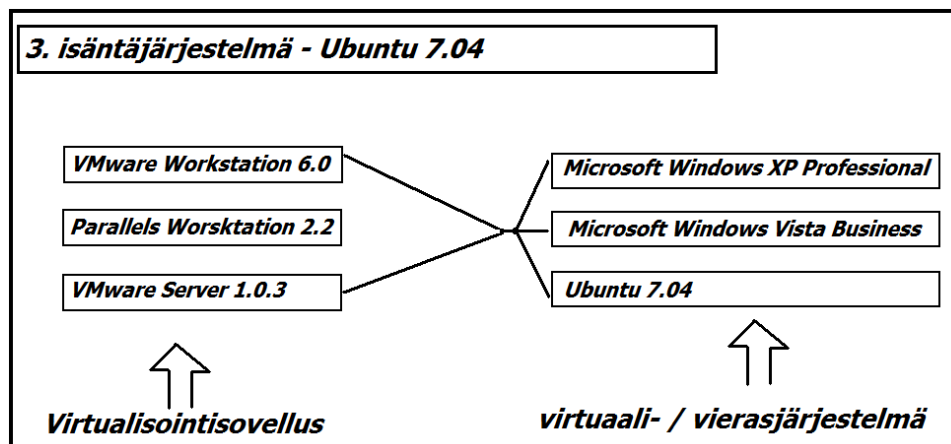 3. isäntäjärjestelmä - Ubuntu 7.04
VMware Workstation 6.0
Parallels Worsktation 2.2
VMware Server 1.0.3
Virtualisointisovellus
Microsoft Windows XP Professional
Microsoft Windows Vista Business
Ubuntu 7.04
virtuaali- / vierasjärjestelmä